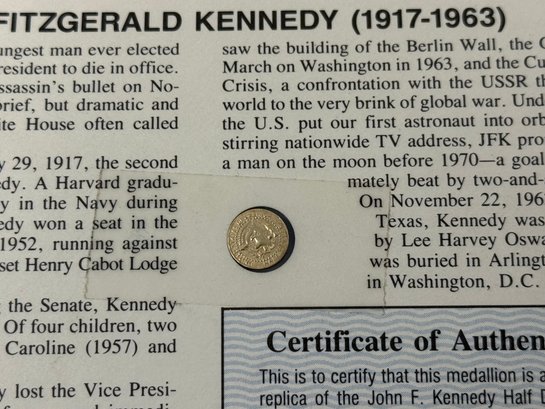 FITZGERALD KENNEDY (1917-1963)
ungest man ever elected
resident to die in office.
assassin's bullet on No-
brief, but dramatic and
ite House often called
y 29, 1917, the second
edy. A Harvard gradu-
y in the Navy during
edy won a seat in the
1952, running against
set Henry Cabot Lodge
g the Senate, Kennedy
Of four children, two
Caroline (1957) and
y lost the Vice Presi-
saw the building of the Berlin Wall, the
March on Washington in 1963, and the Cu
Crisis, a confrontation with the USSR th
world to the very brink of global war. Und
the U.S. put our first astronaut into orb
stirring nationwide TV address, JFK pro
a man on the moon before 1970—a goal
mately beat by two-and-
On November 22, 196
Texas, Kennedy was
by Lee Harvey Oswa
was buried in Arlingt
in Washington, D.C.
Certificate of Authen
This is to certify that this medallion is a
replica of the John F. Kennedy Half D